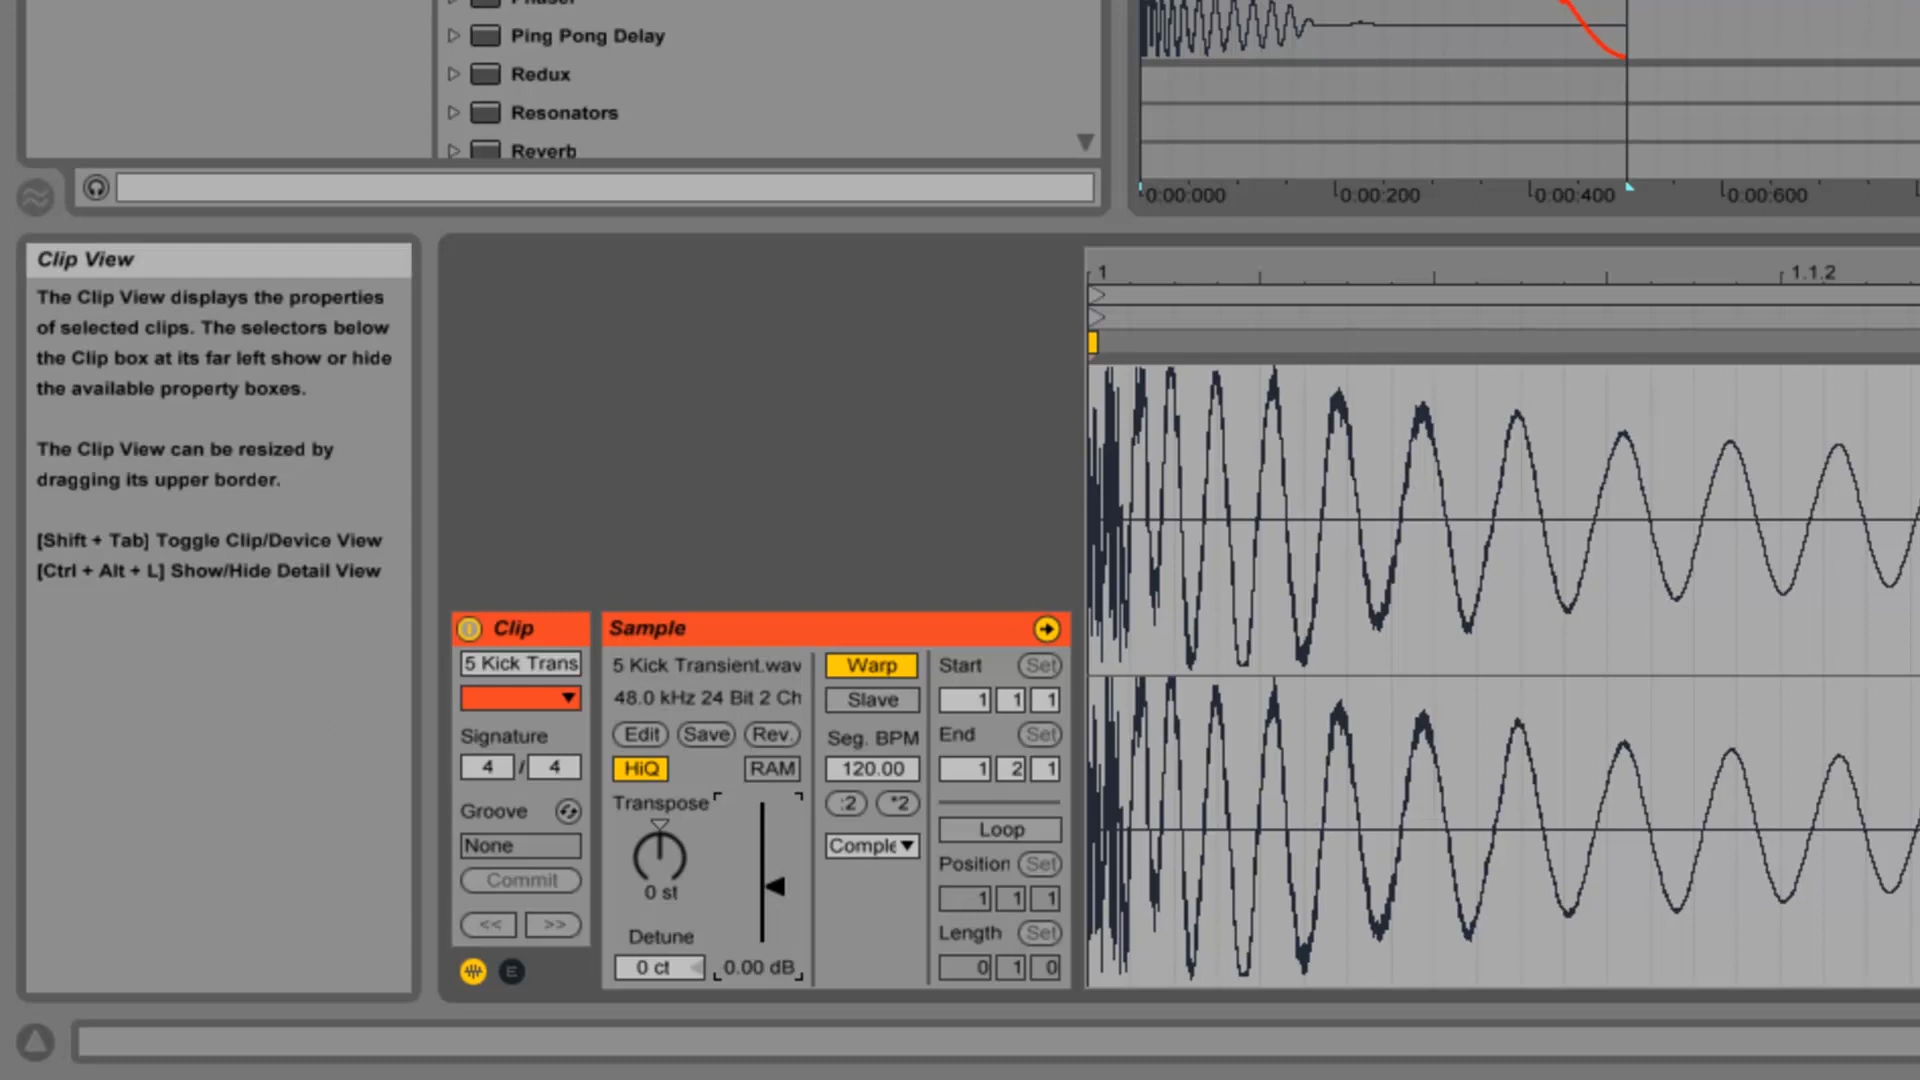 Phaser
Ping Pong Delay
Redux
Resonators
Reverb
0:00:000 0:00:200 0:00:400 0:00:600
Clip View
The Clip View displays the properties
of selected clips. The selectors below
the Clip box at its far left show or hide
the available property boxes.
The Clip View can be resized by
dragging its upper border.
[Shift + Tab] Toggle Clip/Device View
[Ctrl + Alt + L] Show/Hide Detail View
1 1.1.2
Clip
5 Kick Trans
Signature
4 / 4
Groove
None
Commit
<< >>
E
Sample
5 Kick Transient.wav
48.0 kHz 24 Bit 2 Ch
Edit Save Rev.
HiQ RAM
Transpose
0 st
Detune
0 ct 0.00 dB
Warp
Slave
Seg. BPM
120.00
:2 *2
Comple
Start Set
1 1 1
End Set
1 2 1
Loop
Position Set
1 1 1
Length Set
0 1 0